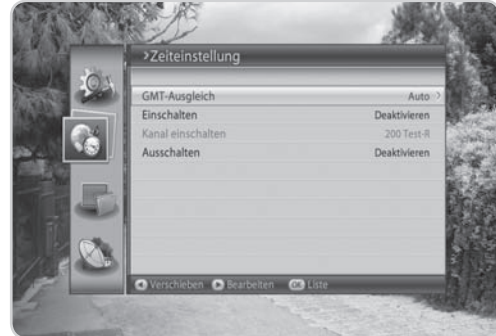 >Zeiteinstellung
GMT-Ausgleich Auto >
Einschalten Deaktivieren
Kanal einschalten 200 Test-R
Ausschalten Deaktivieren
Verschieben Bearbeiten OK Liste